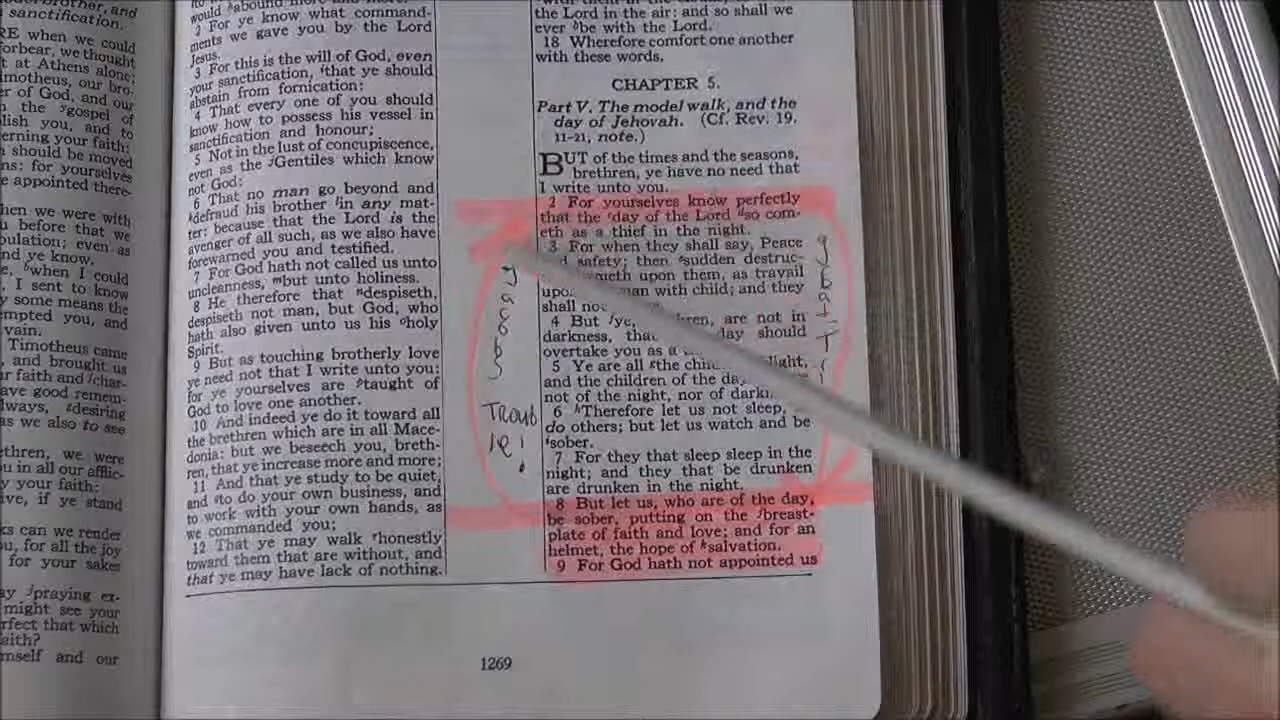 RE when we could
forbear, we thought
t at Athens alone;
imotheus, our bro-
er of God, and our
n the gospel of
lish you, and to
erning your faith:
should be moved
ns: for yourselves
e appointed there-
hen we were with
u before that we
bulation; even as
nd ye know.
e, when I could
I sent to know
y some means the
empted you, and
vain.
Timotheus came
, and brought us
ur faith and char-
ave good remem-
lways, desiring
as we also to see
ethren, we were
u in all our afflic-
y your faith:
ive, if ye stand
ks can we render
ou, for all the joy
for your sakes
ay praying ex-
might see your
rfect that which
aith?
mself and our
would abound more and more.
2 For ye know what command-
ments we gave you by the Lord
Jesus.
3 For this is the will of God, even
your sanctification, that ye should
abstain from fornication:
4 That every one of you should
know how to possess his vessel in
sanctification and honour;
5 Not in the lust of concupiscence,
even as the Gentiles which know
not God:
6 That no man go beyond and
defraud his brother in any mat-
ter: because that the Lord is the
avenger of all such, as we also have
forewarned you and testified.
7 For God hath not called us unto
uncleanness, but unto holiness.
8 He therefore that despiseth,
despiseth not man, but God, who
hath also given unto us his holy
Spirit.
9 But as touching brotherly love
ye need not that I write unto you:
for ye yourselves are taught of
God to love one another.
10 And indeed ye do it toward all
the brethren which are in all Mace-
donia: but we beseech you, breth-
ren, that ye increase more and more;
11 And that ye study to be quiet,
and to do your own business, and
to work with your own hands, as
we commanded you;
12 That ye may walk honestly
toward them that are without, and
that ye may have lack of nothing.
Jacobs
Troub
le!
the Lord in the air: and so shall we
ever be with the Lord.
18 Wherefore comfort one another
with these words.
CHAPTER 5.
Part V. The model walk, and the
day of Jehovah. (Cf. Rev. 19.
11-21, note.)
BUT of the times and the seasons,
brethren, ye have no need that
I write unto you.
2 For yourselves know perfectly
that the day of the Lord so com-
eth as a thief in the night.
3 For when they shall say, Peace
safety; then sudden destruc-
meth upon them, as travail
upo man with child; and they
shall not
4 But ye, ren, are not in
darkness, tha day should
overtake you as a
5 Ye are all the chi light,
and the children of the da
not of the night, nor of dark
6 Therefore let us not sleep,
do others; but let us watch and be
sober.
7 For they that sleep sleep in the
night; and they that be drunken
are drunken in the night.
8 But let us, who are of the day,
be sober, putting on the breast-
plate of faith and love; and for an
helmet, the hope of salvation.
9 For God hath not appointed us
1269